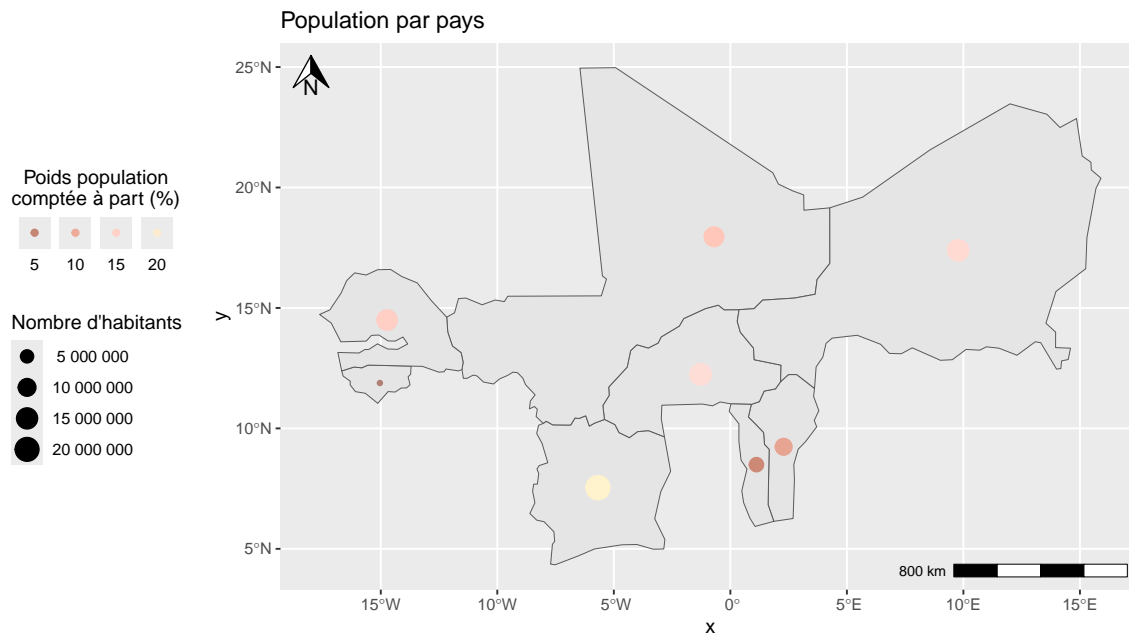 Population par pays
Poids population
comptée à part (%)
5 10 15 20
Nombre d'habitants
5 000 000
10 000 000
15 000 000
20 000 000
N
25°N
20°N
15°N
10°N
5°N
y
800 km
15°W 10°W 5°W 0° 5°E 10°E 15°E
x